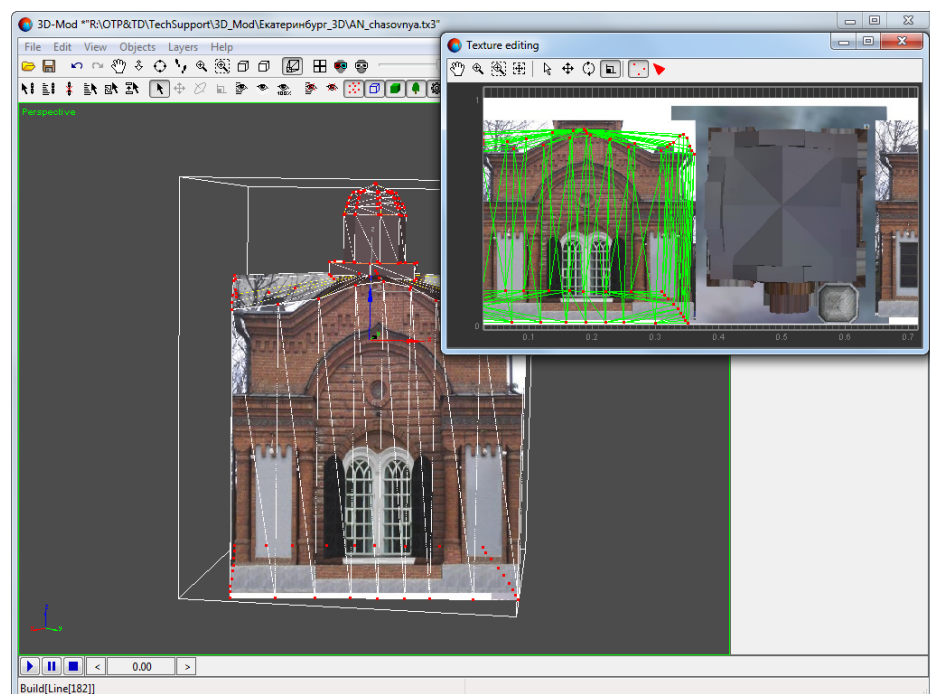 3D-Mod *"R:\OTP&TD\TechSupport\3D_Mod\Екатеринбург_3D\AN_chasovnya.tx3"
File Edit View Objects Layers Help
Texture editing
Perspective
1
0
0.1 0.2 0.3 0.4 0.5 0.6 0.7
< 0.00 >
Build[Line[182]]